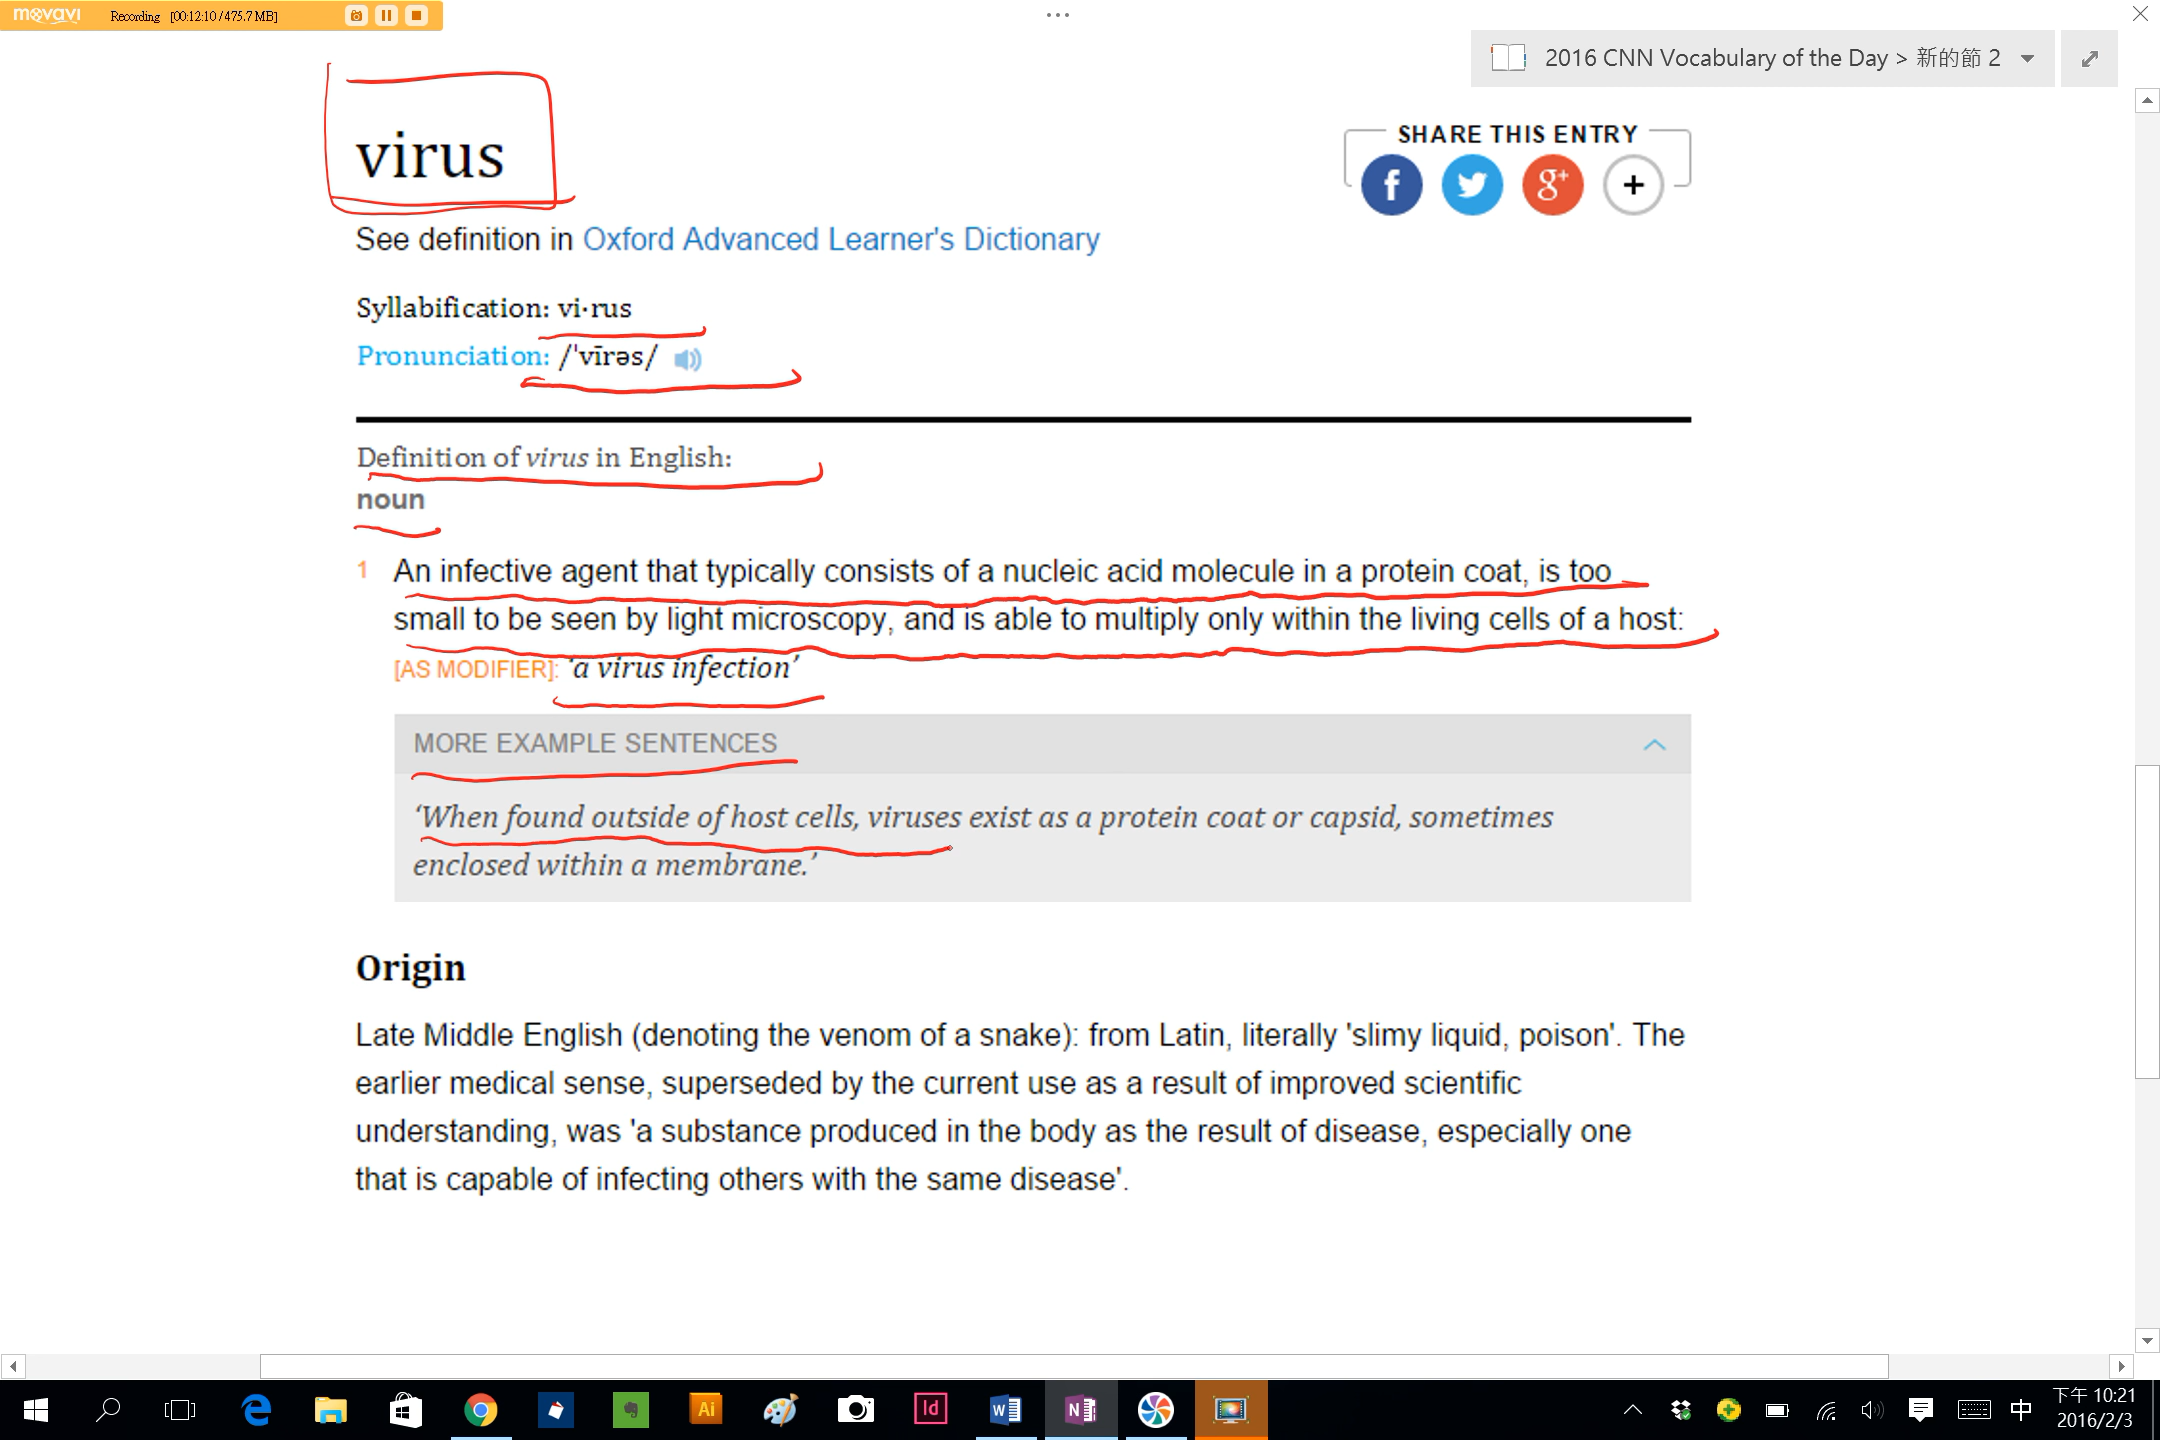 movavi Recording [00:12:10 / 475.7 MB]
2016 CNN Vocabulary of the Day > 新的節 2
virus
SHARE THIS ENTRY
f g+ +
See definition in Oxford Advanced Learner's Dictionary
Syllabification: vi·rus
Pronunciation: /ˈvīrəs/
Definition of virus in English:
noun
1 An infective agent that typically consists of a nucleic acid molecule in a protein coat, is too
small to be seen by light microscopy, and is able to multiply only within the living cells of a host:
[AS MODIFIER]: ‘a virus infection’
MORE EXAMPLE SENTENCES
‘When found outside of host cells, viruses exist as a protein coat or capsid, sometimes
enclosed within a membrane.’
Origin
Late Middle English (denoting the venom of a snake): from Latin, literally 'slimy liquid, poison'. The
earlier medical sense, superseded by the current use as a result of improved scientific
understanding, was 'a substance produced in the body as the result of disease, especially one
that is capable of infecting others with the same disease'.
e Ai Id W N 中 下午 10:21
2016/2/3